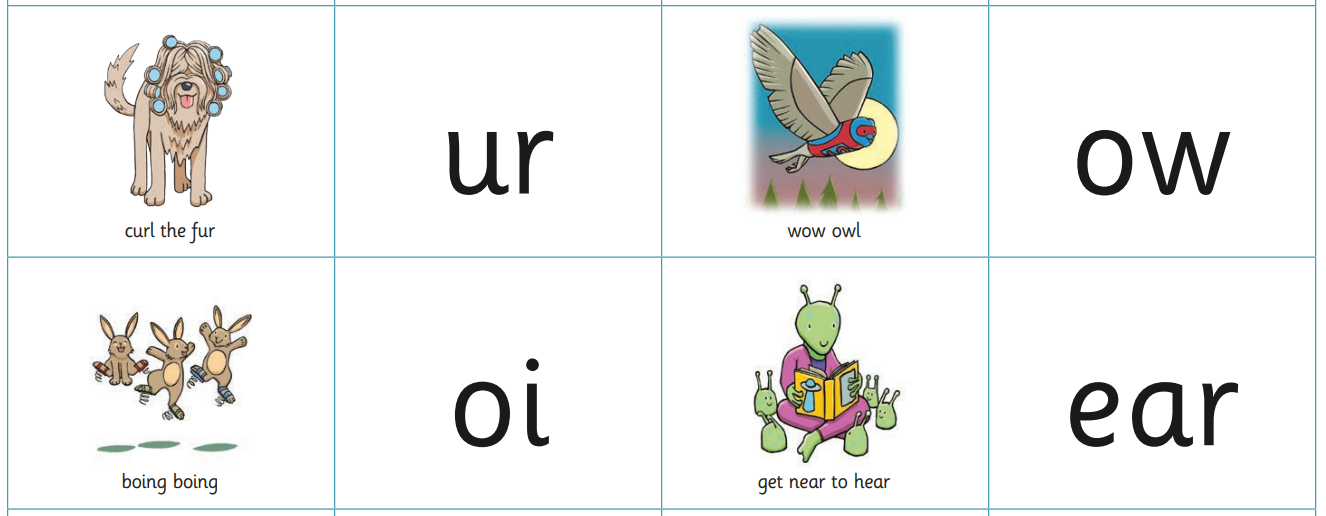 ur
ow
curl the fur
wow owl
oi
ear
boing boing
get near to hear